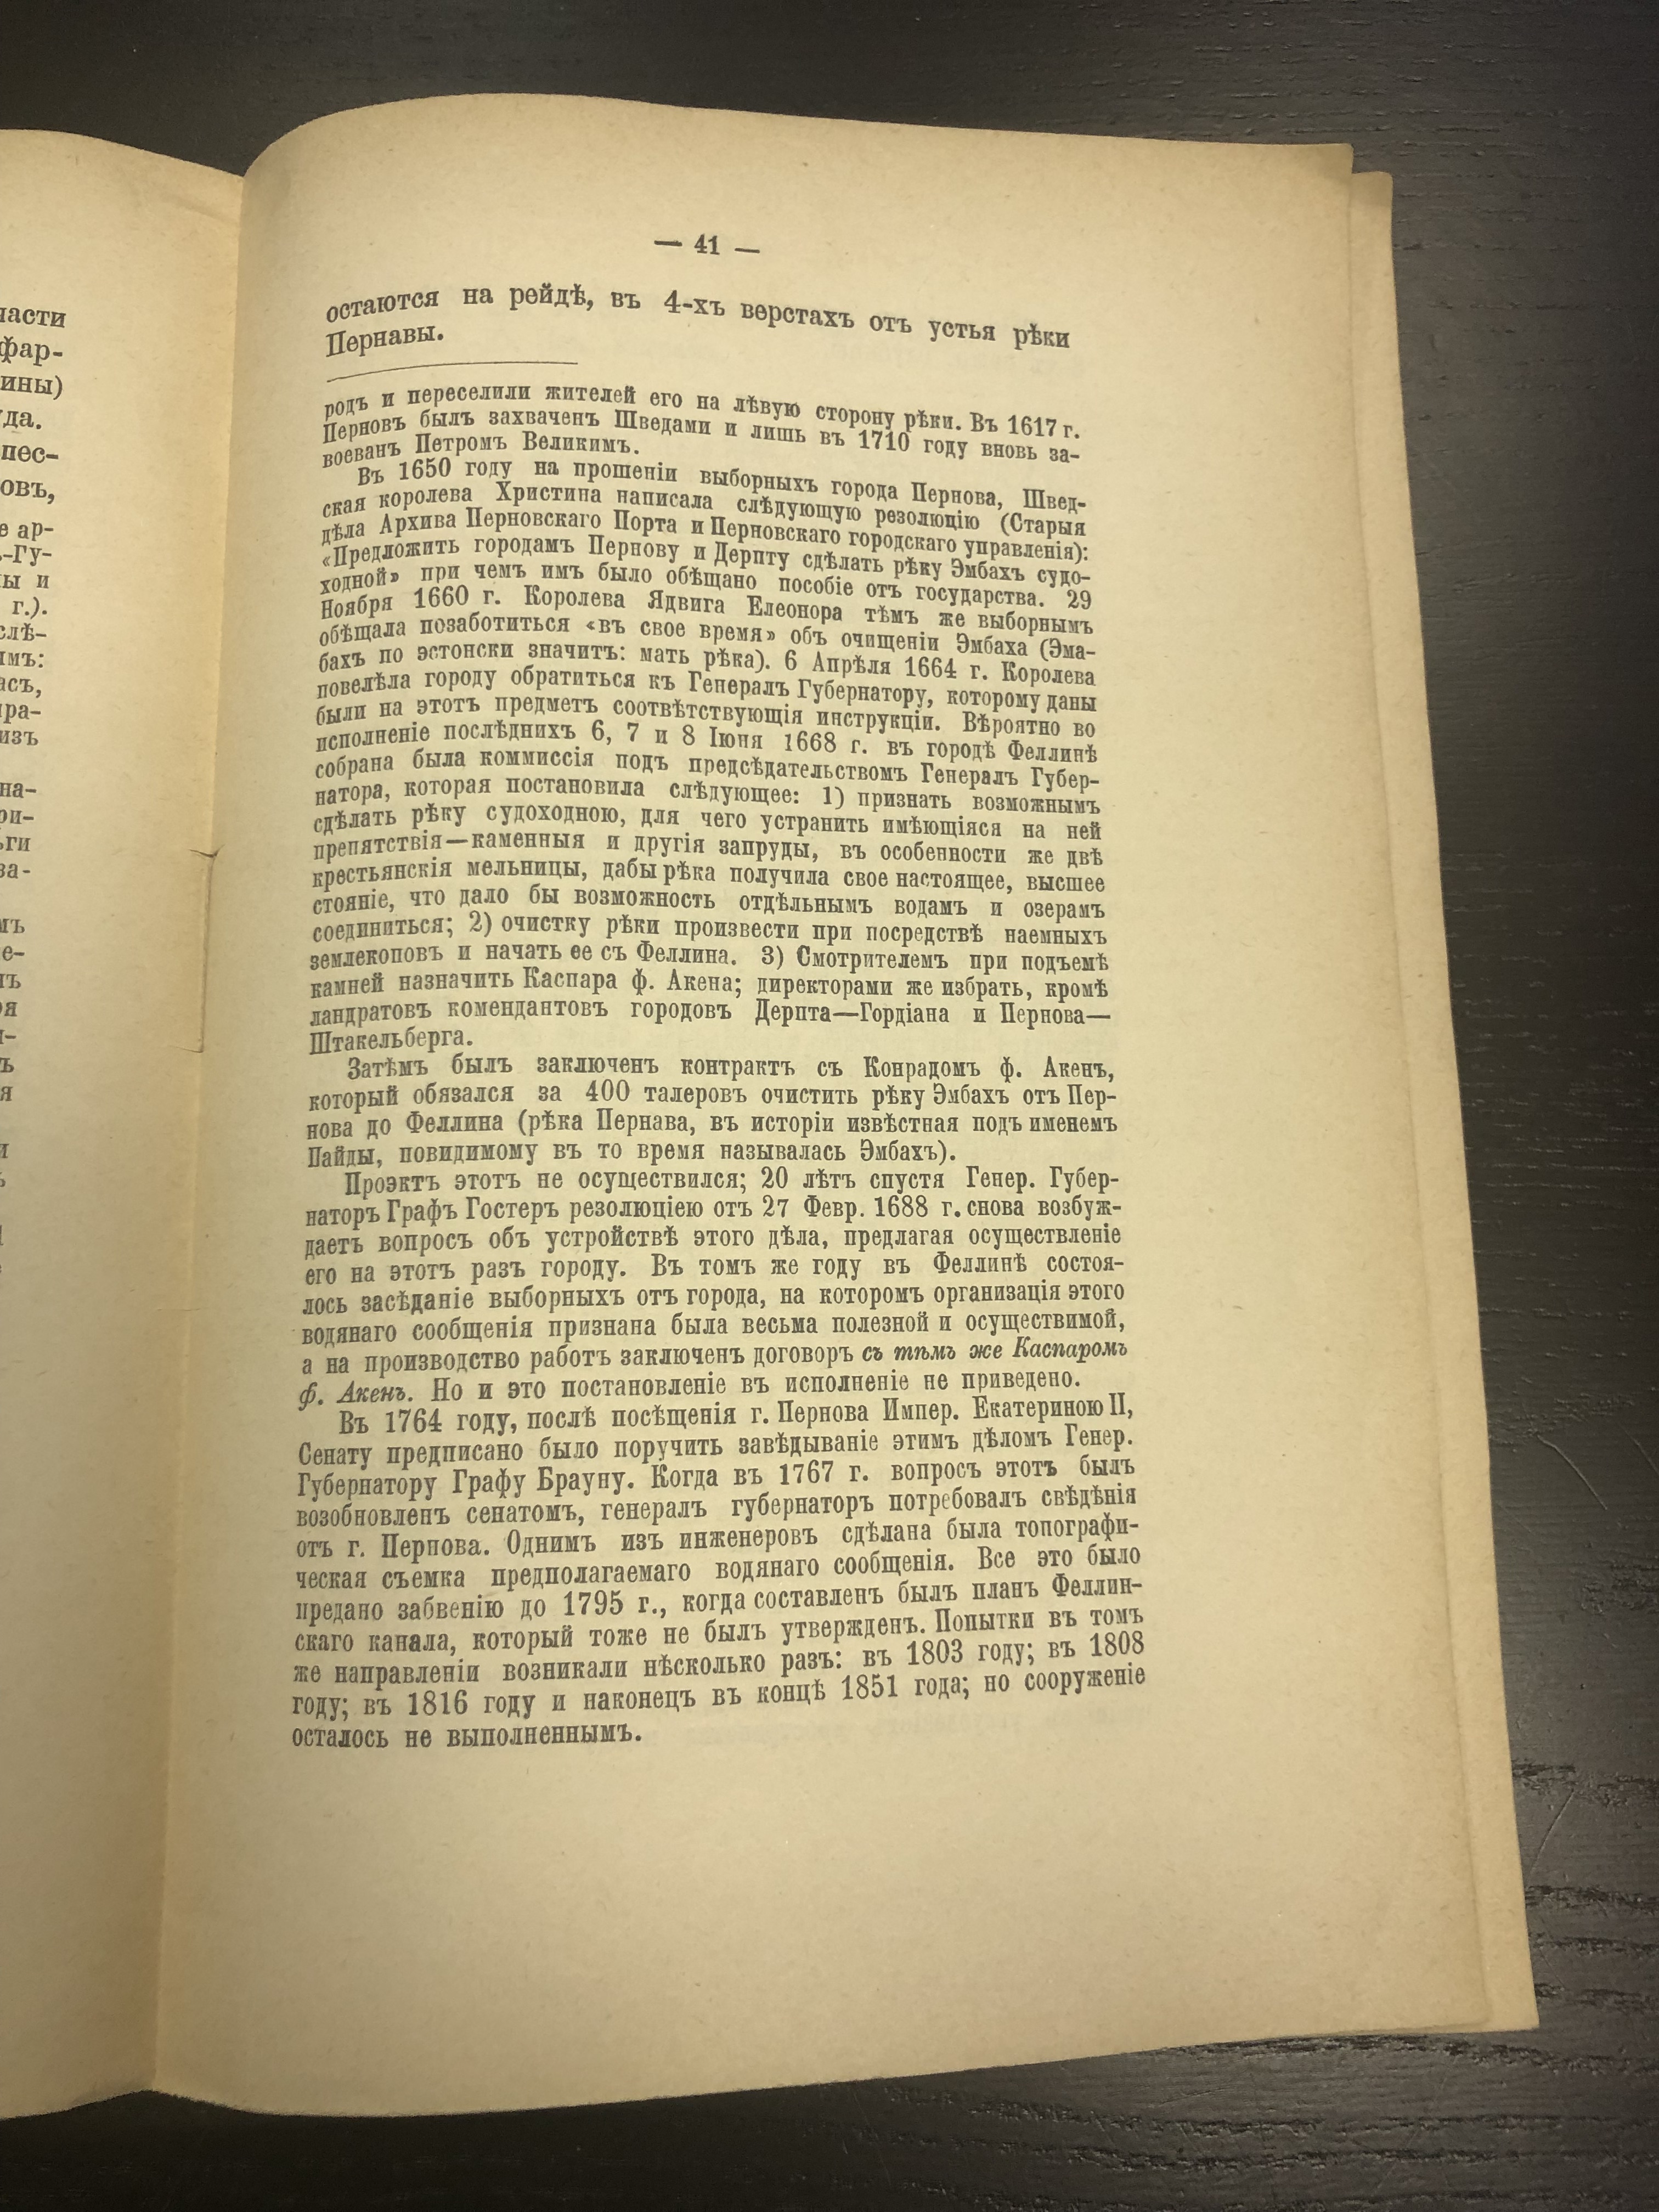 части
фар-
ины)
да.
пес-
овъ,
е ар-
-Гу-
ы и
г.).
слѣ-
имъ:
асъ,
ра-
изъ
на-
ри-
ги
за-
— 41 —
остаются на рейдѣ, въ 4-хъ верстахъ отъ устья рѣки
Пернавы.
родъ и переселили жителей его на лѣвую сторону рѣки. Въ 1617 г.
Перновъ былъ захваченъ Шведами и лишь въ 1710 году вновь за-
воеванъ Петромъ Великимъ.
Въ 1650 году на прошеніи выборныхъ города Пернова, Швед-
ская королева Христина написала слѣдующую резолюцію (Старыя
дѣла Архива Перновскаго Порта и Перновскаго городскаго управленія):
«Предложить городамъ Пернову и Дерпту сдѣлать рѣку Эмбахъ судо-
ходной» при чемъ имъ было обѣщано пособіе отъ государства. 29
Ноября 1660 г. Королева Ядвига Елеонора тѣмъ же выборнымъ
обѣщала позаботиться «въ свое время» объ очищеніи Эмбаха (Эма-
бахъ по эстонски значитъ: мать рѣка). 6 Апрѣля 1664 г. Королева
повелѣла городу обратиться къ Генералъ Губернатору, которому даны
были на этотъ предметъ соотвѣтствующія инструкціи. Вѣроятно во
исполненіе послѣднихъ 6, 7 и 8 Іюня 1668 г. въ городѣ Феллинѣ
собрана была коммиссія подъ предсѣдательствомъ Генералъ Губер-
натора, которая постановила слѣдующее: 1) признать возможнымъ
сдѣлать рѣку судоходною, для чего устранить имѣющіяся на ней
препятствія—каменныя и другія запруды, въ особенности же двѣ
крестьянскія мельницы, дабы рѣка получила свое настоящее, высшее
стояніе, что дало бы возможность отдѣльнымъ водамъ и озерамъ
соединиться; 2) очистку рѣки произвести при посредствѣ наемныхъ
землекоповъ и начать ее съ Феллина. 3) Смотрителемъ при подъемѣ
камней назначить Каспара ф. Акена; директорами же избрать, кромѣ
ландратовъ комендантовъ городовъ Дерпта—Гордіана и Пернова—
Штакельберга.
Затѣмъ былъ заключенъ контрактъ съ Конрадомъ ф. Акенъ,
который обязался за 400 талеровъ очистить рѣку Эмбахъ отъ Пер-
нова до Феллина (рѣка Пернава, въ исторіи извѣстная подъ именемъ
Пайды, повидимому въ то время называлась Эмбахъ).
Проэктъ этотъ не осуществился; 20 лѣтъ спустя Генер. Губер-
наторъ Графъ Гостеръ резолюціею отъ 27 Февр. 1688 г. снова возбуж-
даетъ вопросъ объ устройствѣ этого дѣла, предлагая осуществленіе
его на этотъ разъ городу. Въ томъ же году въ Феллинѣ состоя-
лось засѣданіе выборныхъ отъ города, на которомъ организація этого
водянаго сообщенія признана была весьма полезной и осуществимой,
а на производство работъ заключенъ договоръ съ тѣмъ же Каспаромъ
ф. Акенъ. Но и это постановленіе въ исполненіе не приведено.
Въ 1764 году, послѣ посѣщенія г. Пернова Импер. Екатериною II,
Сенату предписано было поручить завѣдываніе этимъ дѣломъ Генер.
Губернатору Графу Брауну. Когда въ 1767 г. вопросъ этотъ былъ
возобновленъ сенатомъ, генералъ губернаторъ потребовалъ свѣдѣнія
отъ г. Пернова. Однимъ изъ инженеровъ сдѣлана была топографи-
ческая съемка предполагаемаго водянаго сообщенія. Все это было
предано забвенію до 1795 г., когда составленъ былъ планъ Феллин-
скаго канала, который тоже не былъ утвержденъ. Попытки въ томъ
же направленіи возникали нѣсколько разъ: въ 1803 году; въ 1808
году; въ 1816 году и наконецъ въ концѣ 1851 года; но сооруженіе
осталось не выполненнымъ.